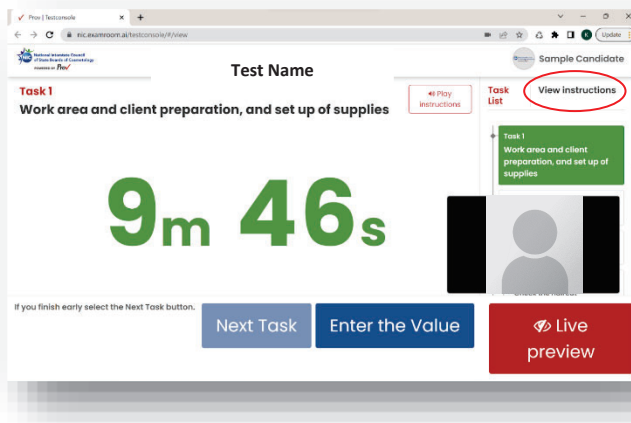 Prov | Testconsole
nic.examroom.ai/testconsole/#/view
Update
National Interstate Council
of State Boards of Cosmetology
POWERED BY Prov
Test Name
Sample Candidate
Task 1
Work area and client preparation, and set up of supplies
Play
instructions
Task
List
View instructions
Task 1
Work area and client
preparation, and set up of
supplies
9m 46s
If you finish early select the Next Task button.
Next Task
Enter the Value
Live
preview